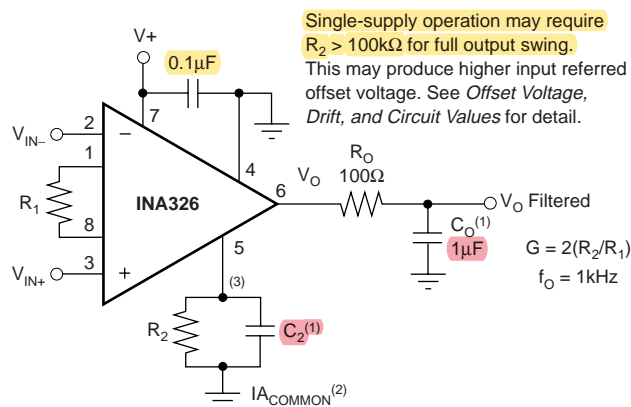 Single-supply operation may require
R2 > 100kΩ for full output swing.
This may produce higher input referred
offset voltage. See Offset Voltage,
Drift, and Circuit Values for detail.
V+
0.1µF
7
VIN−
2
−
1
4
R1
INA326
6
VO
RO
100Ω
VO Filtered
8
5
CO(1)
1µF
G = 2(R2/R1)
fO = 1kHz
VIN+
3
+
(3)
R2
C2(1)
IACOMMON(2)